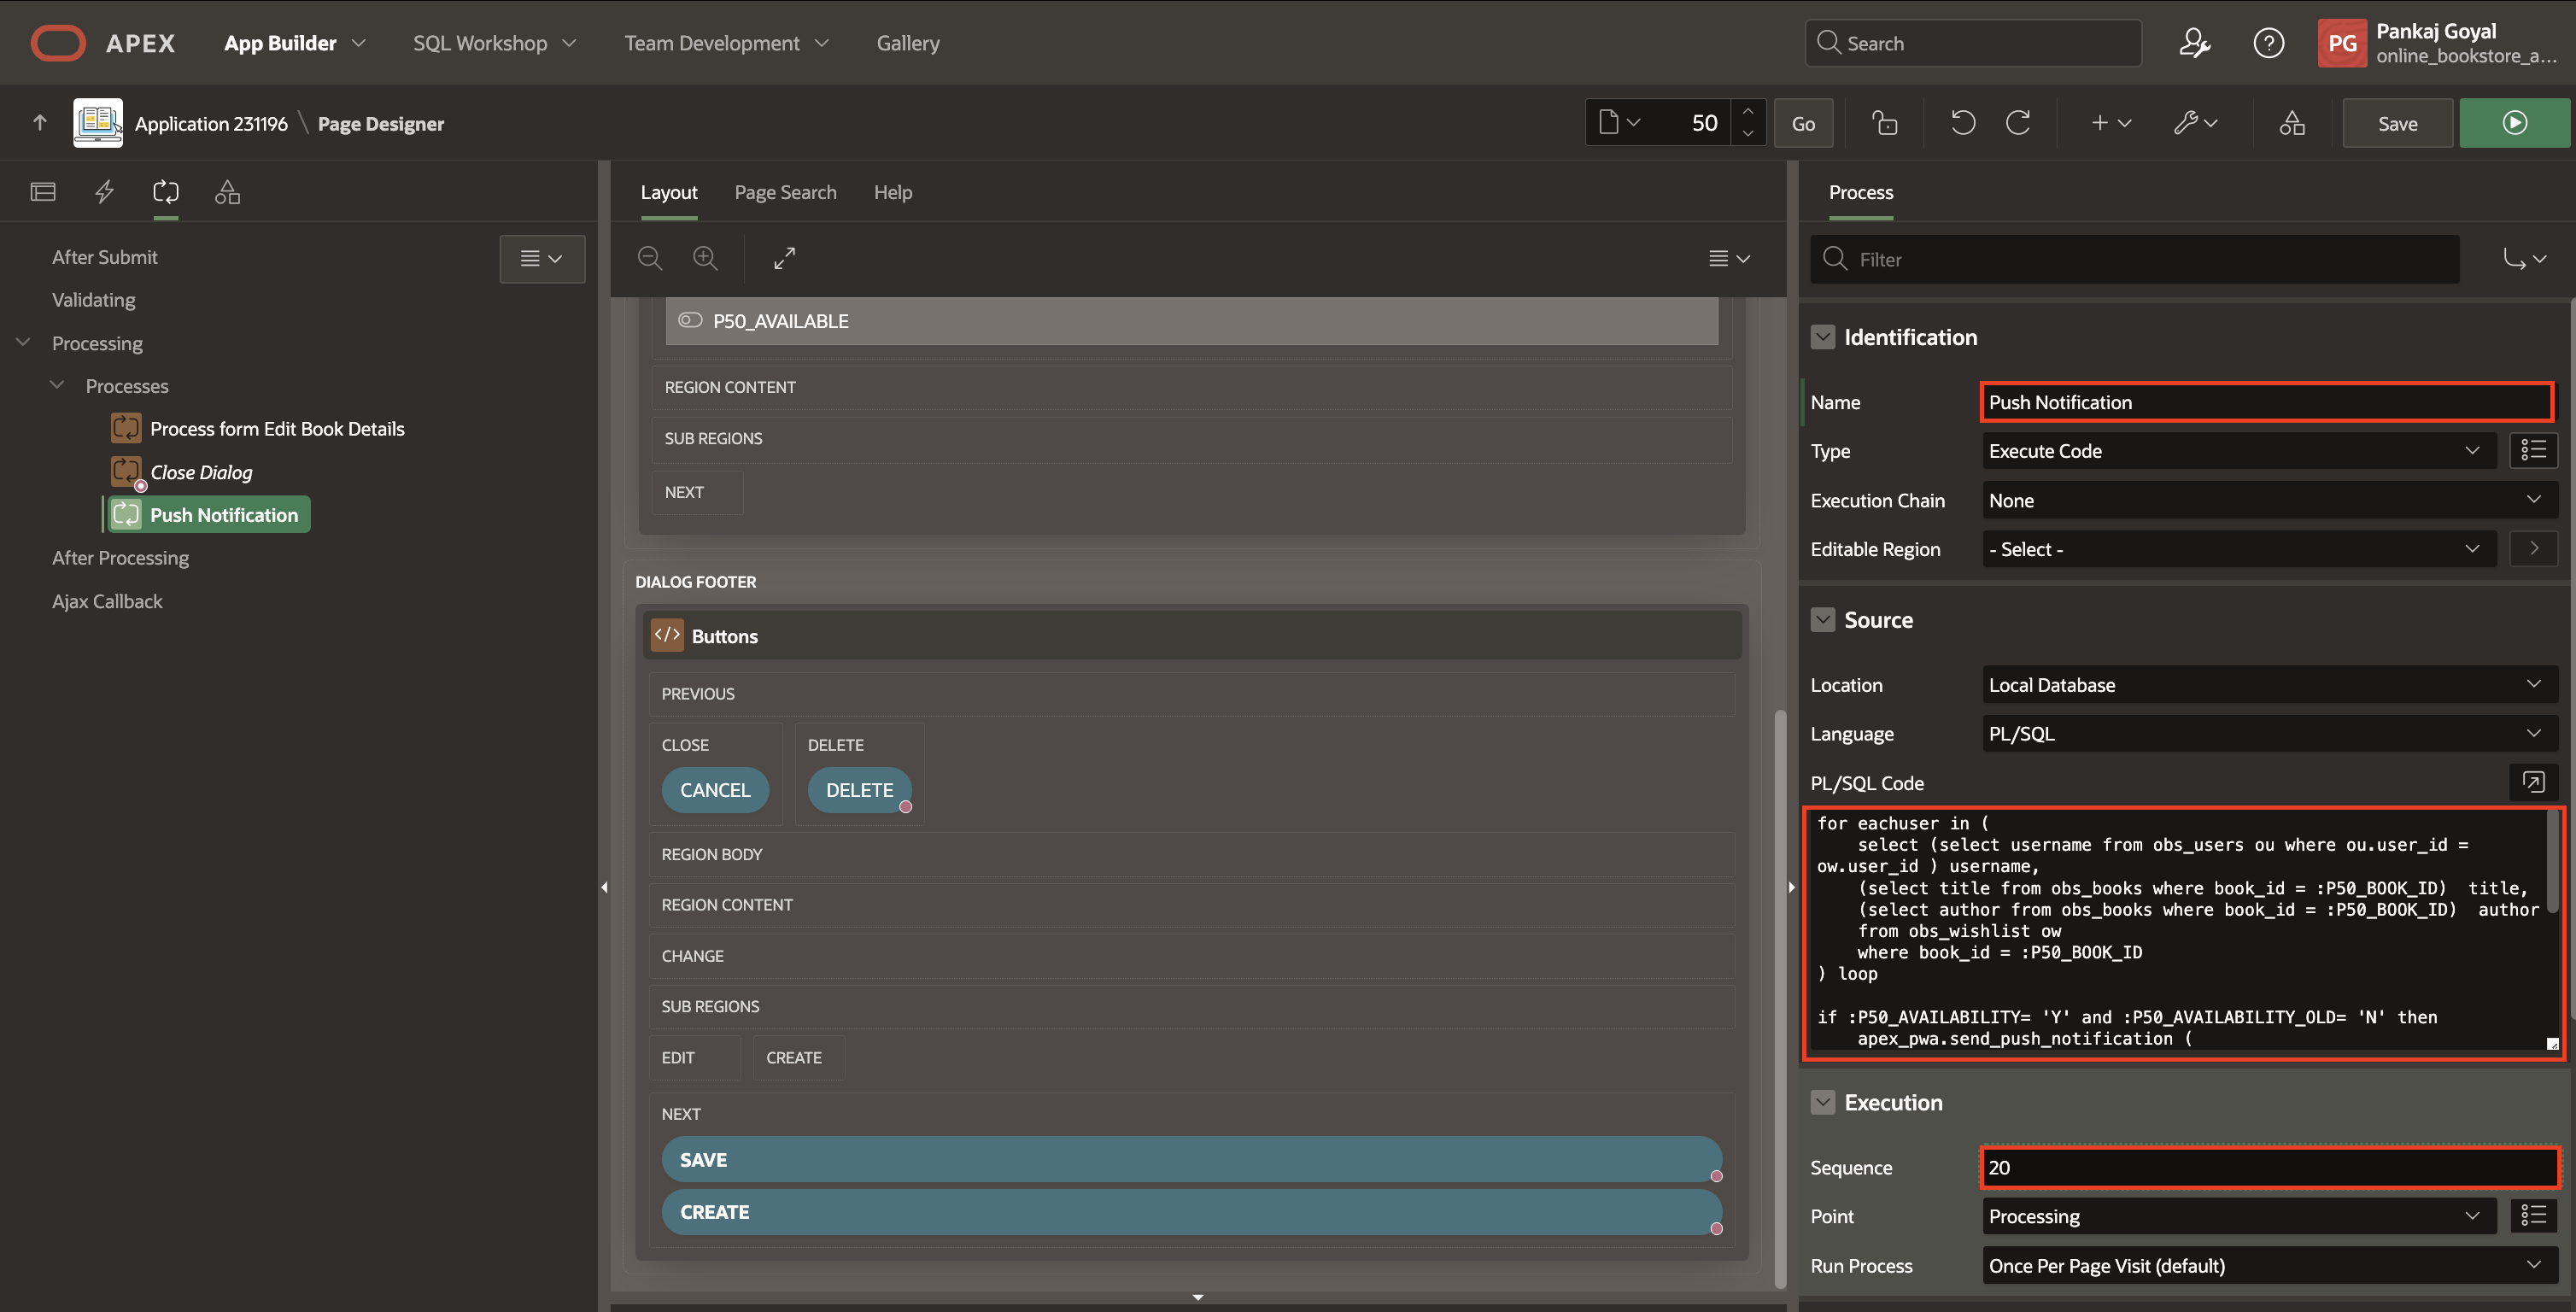 APEX
App Builder
SQL Workshop
Team Development
Gallery
Search
PG
Pankaj Goyal
online_bookstore_a...
Application 231196 \ Page Designer
50
Go
Save
After Submit
Validating
Processing
Processes
Process form Edit Book Details
Close Dialog
Push Notification
After Processing
Ajax Callback
Layout
Page Search
Help
P50_AVAILABLE
REGION CONTENT
SUB REGIONS
NEXT
DIALOG FOOTER
</> Buttons
PREVIOUS
CLOSE
DELETE
CANCEL
DELETE
REGION BODY
REGION CONTENT
CHANGE
SUB REGIONS
EDIT
CREATE
NEXT
SAVE
CREATE
Process
Filter
Identification
Name
Push Notification
Type
Execute Code
Execution Chain
None
Editable Region
- Select -
Source
Location
Local Database
Language
PL/SQL
PL/SQL Code
for eachuser in (
select (select username from obs_users ou where ou.user_id =
ow.user_id ) username,
(select title from obs_books where book_id = :P50_BOOK_ID)  title,
(select author from obs_books where book_id = :P50_BOOK_ID)  author
from obs_wishlist ow
where book_id = :P50_BOOK_ID
) loop
if :P50_AVAILABILITY= 'Y' and :P50_AVAILABILITY_OLD= 'N' then
apex_pwa.send_push_notification (
Execution
Sequence
20
Point
Processing
Run Process
Once Per Page Visit (default)